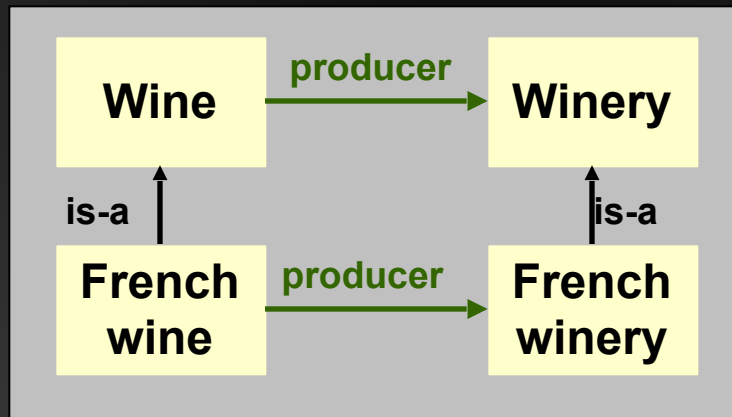 producer
Wine
Winery
is-a
is-a
French
wine
producer
French
winery